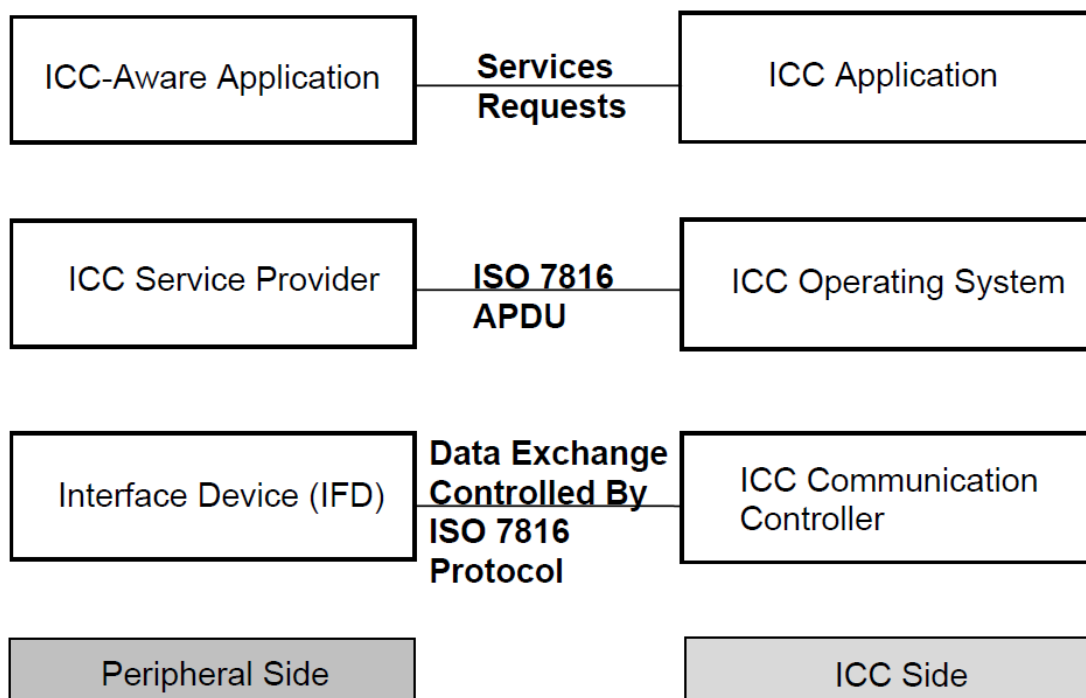 ICC-Aware Application
Services
Requests
ICC Application
ICC Service Provider
ISO 7816
APDU
ICC Operating System
Interface Device (IFD)
Data Exchange
Controlled By
ISO 7816
Protocol
ICC Communication
Controller
Peripheral Side
ICC Side